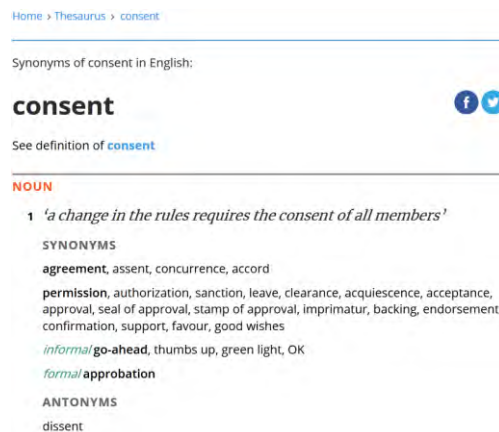 Home › Thesaurus › consent
Synonyms of consent in English:
consent
See definition of consent
NOUN
1 ‘a change in the rules requires the consent of all members’
SYNONYMS
agreement, assent, concurrence, accord
permission, authorization, sanction, leave, clearance, acquiescence, acceptance,
approval, seal of approval, stamp of approval, imprimatur, backing, endorsement
confirmation, support, favour, good wishes
informal go-ahead, thumbs up, green light, OK
formal approbation
ANTONYMS
dissent